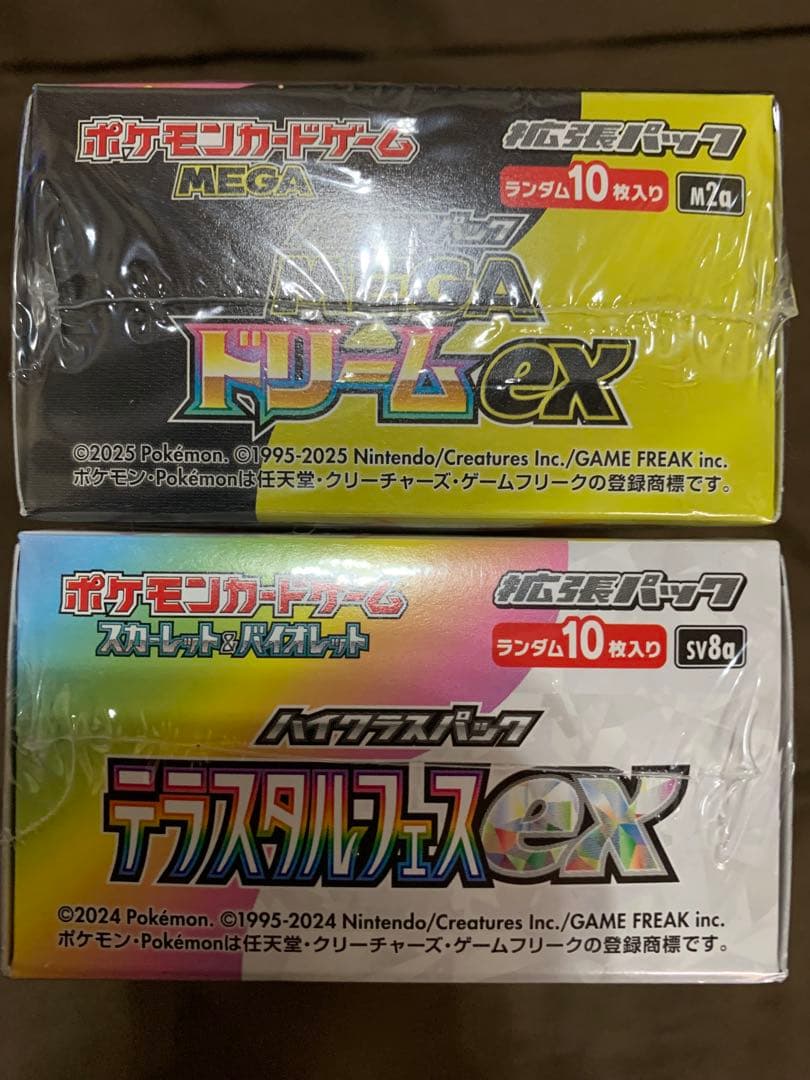 ポケモンカードゲーム
MEGA
拡張パック
ランダム10枚入り
M2a
パック
MEGA
ドリームex
©2025 Pokémon. ©1995-2025 Nintendo/Creatures Inc./GAME FREAK inc.
ポケモン・Pokémonは任天堂・クリーチャーズ・ゲームフリークの登録商標です。
ポケモンカードゲーム
スカーレット&バイオレット
拡張パック
ランダム10枚入り
SV8a
ハイクラスパック
テラスタルフェスex
©2024 Pokémon. ©1995-2024 Nintendo/Creatures Inc./GAME FREAK inc.
ポケモン・Pokémonは任天堂・クリーチャーズ・ゲームフリークの登録商標です。